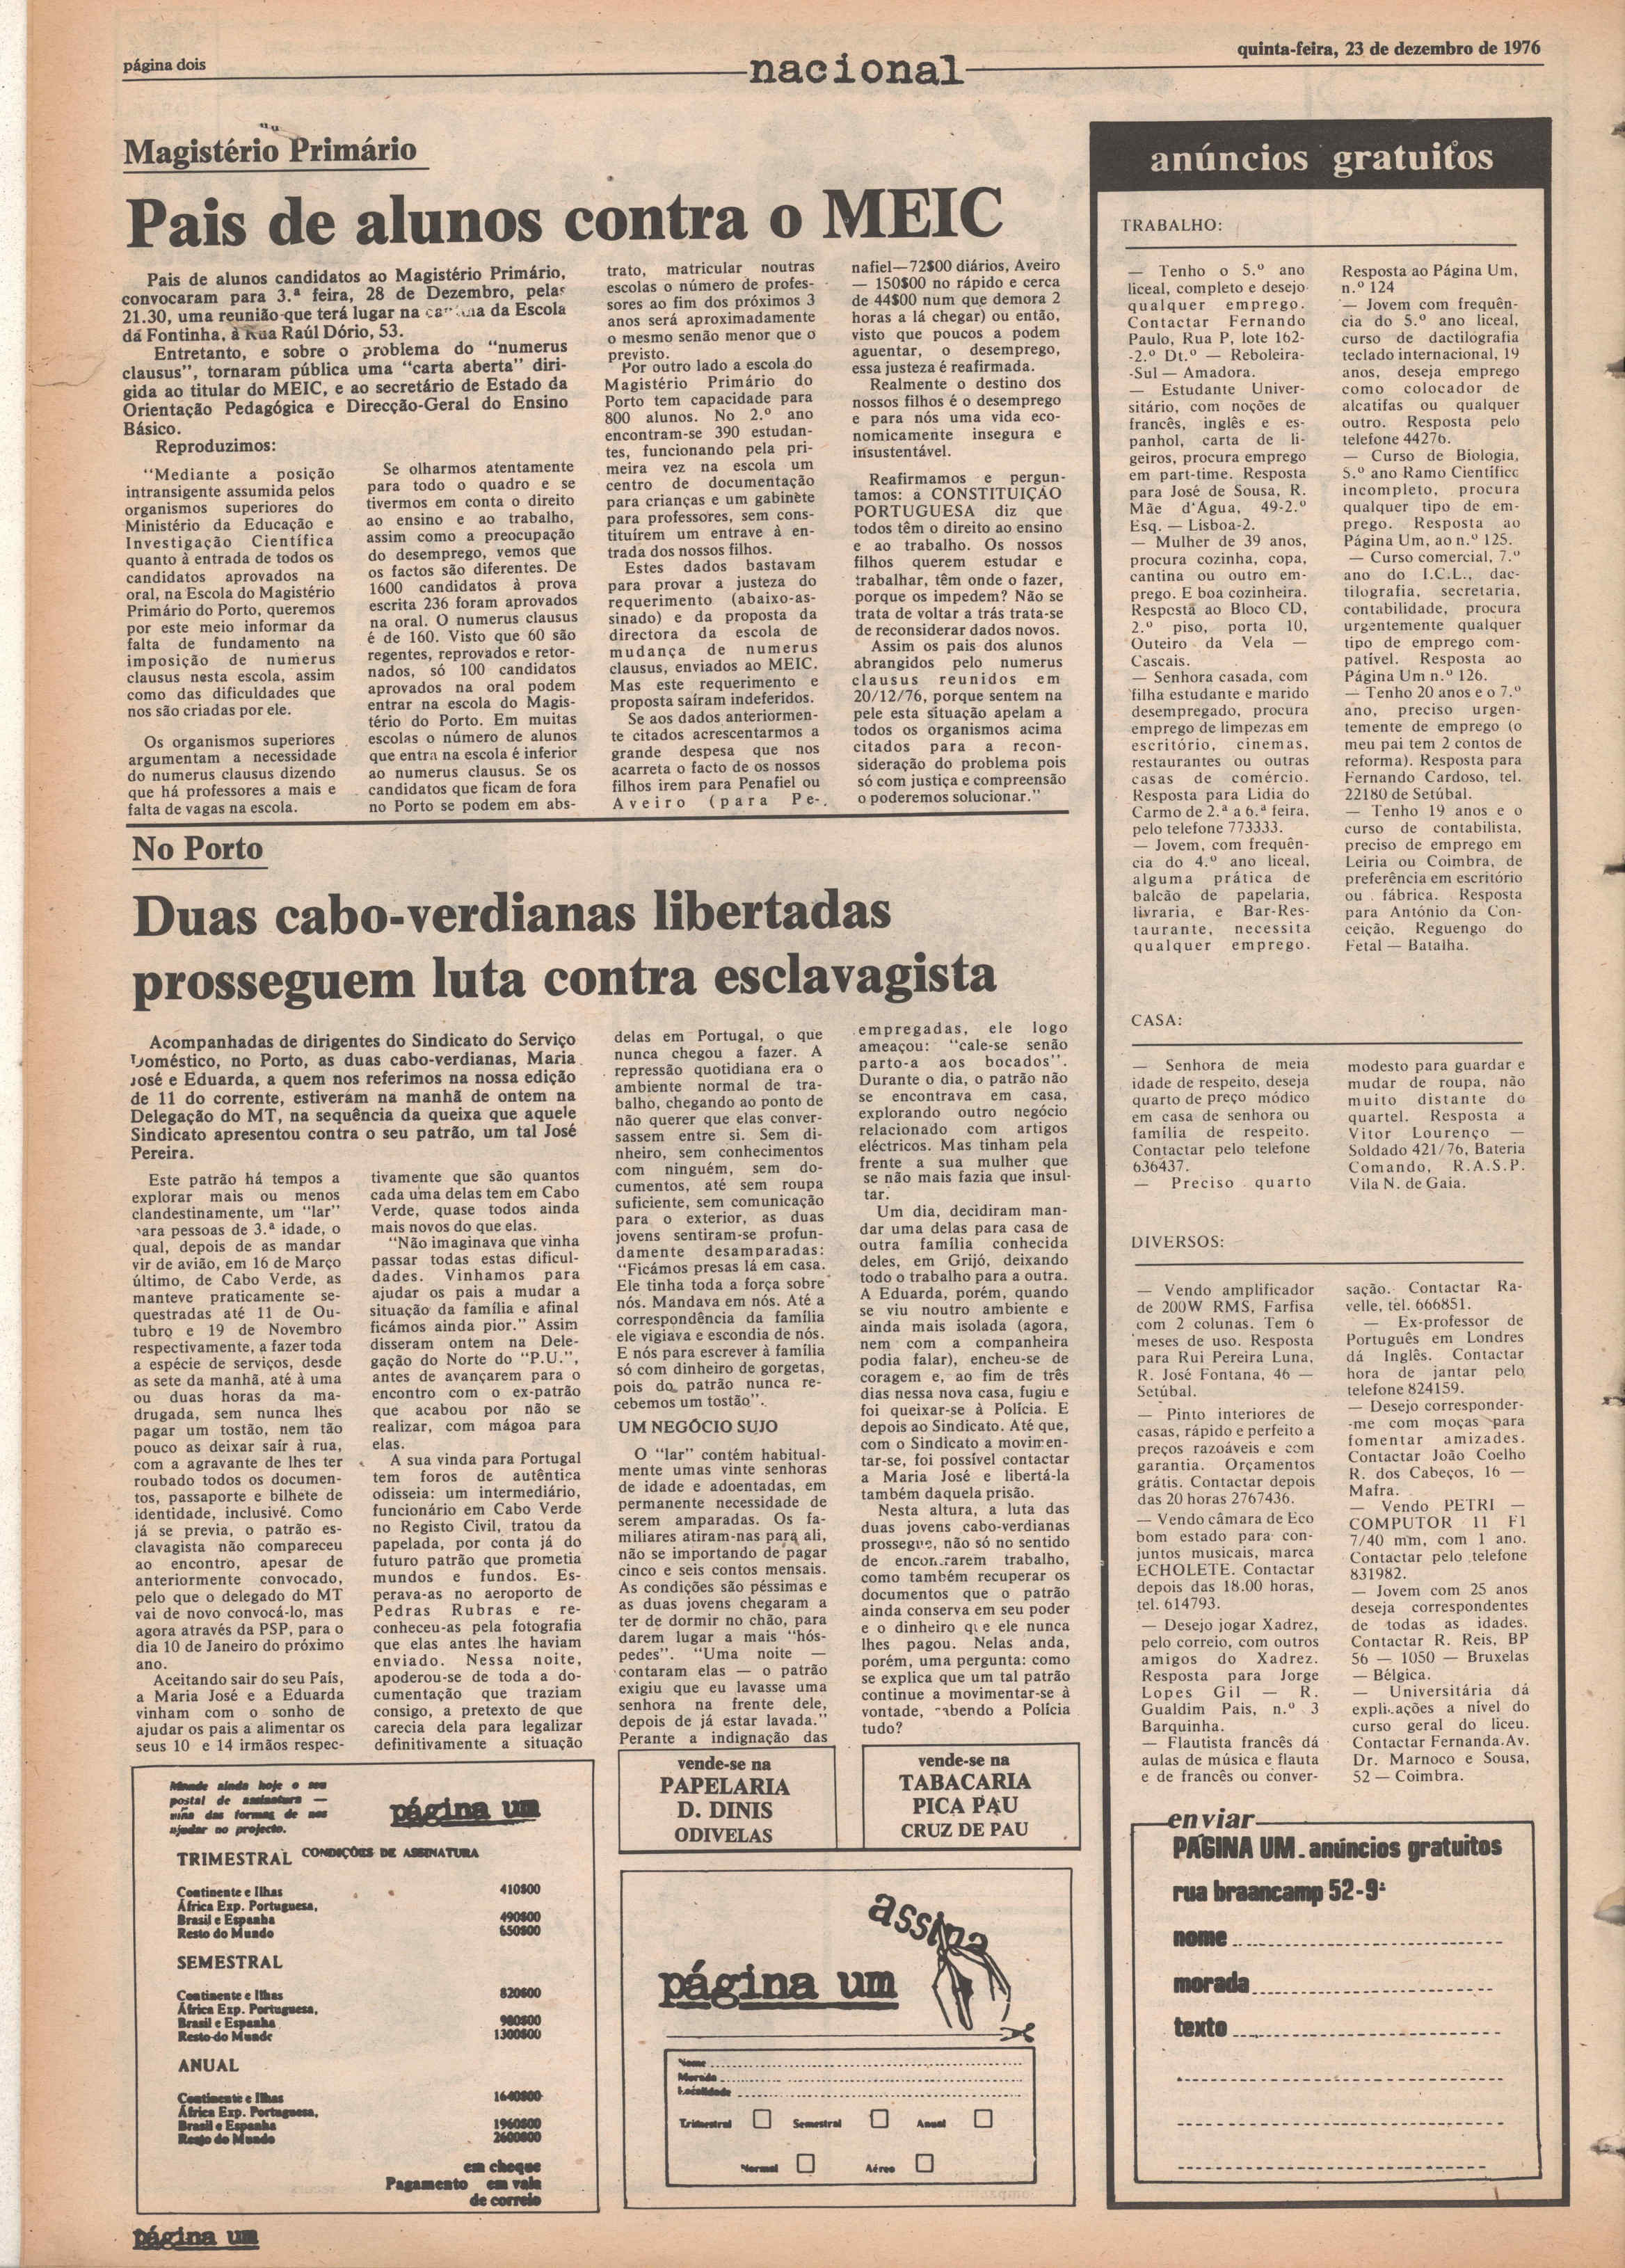 página dois
nacional
quinta-feira, 23 de dezembro de 1976
Magistério Primário
Pais de alunos contra o MEIC
Pais de alunos candidatos ao Magistério Primário,
convocaram para 3.ª feira, 28 de Dezembro, pelas
21.30, uma reunião que terá lugar na da Escola
da Fontinha, à Rua Raúl Dório, 53.
Entretanto, e sobre o problema do "numerus
clausus", tornaram pública uma "carta aberta" diri-
gida ao titular do MEIC, e ao secretário de Estado da
Orientação Pedagógica e Direcção-Geral do Ensino
Básico.
Reproduzimos:
"Mediante a posição
intransigente assumida pelos
organismos superiores do
Ministério da Educação e
Investigação Científica
quanto à entrada de todos os
candidatos aprovados na
oral, na Escola do Magistério
Primário do Porto, queremos
por este meio informar da
falta de fundamento na
imposição de numerus
clausus nesta escola, assim
como das dificuldades que
nos são criadas por ele.
Os organismos superiores
argumentam a necessidade
do numerus clausus dizendo
que há professores a mais e
falta de vagas na escola.
Se olharmos atentamente
para todo o quadro e se
tivermos em conta o direito
ao ensino e ao trabalho,
assim como a preocupação
do desemprego, vemos que
os factos são diferentes. De
1600 candidatos à prova
escrita 236 foram aprovados
na oral. O numerus clausus
é de 160. Visto que 60 são
regentes, reprovados e retor-
nados, só 100 candidatos
aprovados na oral podem
entrar na escola do Magis-
tério do Porto. Em muitas
escolas o número de alunos
que entra na escola é inferior
ao numerus clausus. Se os
candidatos que ficam de fora
no Porto se podem em abs-
trato, matricular noutras
escolas o número de profes-
sores ao fim dos próximos 3
anos será aproximadamente
o mesmo senão menor que o
previsto.
Por outro lado a escola do
Magistério Primário do
Porto tem capacidade para
800 alunos. No 2.º ano
encontram-se 390 estudan-
tes, funcionando pela pri-
meira vez na escola um
centro de documentação
para crianças e um gabinete
para professores, sem cons-
tituírem um entrave à en-
trada dos nossos filhos.
Estes dados bastavam
para provar a justeza do
requerimento (abaixo-as-
sinado) e da proposta da
directora da escola de
mudança de numerus
clausus, enviados ao MEIC.
Mas este requerimento e
proposta saíram indeferidos.
Se aos dados anteriormen-
te citados acrescentarmos a
grande despesa que nos
acarreta o facto de os nossos
filhos irem para Penafiel ou
Aveiro (para Pe-
nafiel—72$00 diários, Aveiro
— 150$00 no rápido e cerca
de 44$00 num que demora 2
horas a lá chegar) ou então,
visto que poucos a podem
aguentar, o desemprego,
essa justeza é reafirmada.
Realmente o destino dos
nossos filhos é o desemprego
e para nós uma vida eco-
nomicamente insegura e
insustentável.
Reafirmamos e pergun-
tamos: a CONSTITUIÇÃO
PORTUGUESA diz que
todos têm o direito ao ensino
e ao trabalho. Os nossos
filhos querem estudar e
trabalhar, têm onde o fazer,
porque os impedem? Não se
trata de voltar a trás trata-se
de reconsiderar dados novos.
Assim os pais dos alunos
abrangidos pelo numerus
clausus reunidos em
20/12/76, porque sentem na
pele esta situação apelam a
todos os organismos acima
citados para a recon-
sideração do problema pois
só com justiça e compreensão
o poderemos solucionar."
No Porto
Duas cabo-verdianas libertadas
prosseguem luta contra esclavagista
Acompanhadas de dirigentes do Sindicato do Serviço
Doméstico, no Porto, as duas cabo-verdianas, Maria
José e Eduarda, a quem nos referimos na nossa edição
de 11 do corrente, estiveram na manhã de ontem na
Delegação do MT, na sequência da queixa que aquele
Sindicato apresentou contra o seu patrão, um tal José
Pereira.
Este patrão há tempos a
explorar mais ou menos
clandestinamente, um "lar"
para pessoas de 3.ª idade, o
qual, depois de as mandar
vir de avião, em 16 de Março
último, de Cabo Verde, as
manteve praticamente se-
questradas até 11 de Ou-
tubro e 19 de Novembro
respectivamente, a fazer toda
a espécie de serviços, desde
as sete da manhã, até à uma
ou duas horas da ma-
drugada, sem nunca lhes
pagar um tostão, nem tão
pouco as deixar sair à rua,
com a agravante de lhes ter
roubado todos os documen-
tos, passaporte e bilhete de
identidade, inclusivé. Como
já se previa, o patrão es-
clavagista não compareceu
ao encontro, apesar de
anteriormente convocado,
pelo que o delegado do MT
vai de novo convocá-lo, mas
agora através da PSP, para o
dia 10 de Janeiro do próximo
ano.
Aceitando sair do seu País,
a Maria José e a Eduarda
vinham com o sonho de
ajudar os pais a alimentar os
seus 10 e 14 irmãos respec-
tivamente que são quantos
cada uma delas tem em Cabo
Verde, quase todos ainda
mais novos do que elas.
"Não imaginava que vinha
passar todas estas dificul-
dades. Vinhamos para
ajudar os pais a mudar a
situação da família e afinal
ficámos ainda pior." Assim
disseram ontem na Dele-
gação do Norte do "P.U.",
antes de avançarem para o
encontro com o ex-patrão
que acabou por não se
realizar, com mágoa para
elas.
A sua vinda para Portugal
tem foros de autêntica
odisseia: um intermediário,
funcionário em Cabo Verde
no Registo Civil, tratou da
papelada, por conta já do
futuro patrão que prometia
mundos e fundos. Es-
perava-as no aeroporto de
Pedras Rubras e re-
conheceu-as pela fotografia
que elas antes lhe haviam
enviado. Nessa noite,
apoderou-se de toda a do-
cumentação que traziam
consigo, a pretexto de que
carecia dela para legalizar
definitivamente a situação
delas em Portugal, o que
nunca chegou a fazer. A
repressão quotidiana era o
ambiente normal de tra-
balho, chegando ao ponto de
não querer que elas conver-
sassem entre si. Sem di-
nheiro, sem conhecimentos
com ninguém, sem do-
cumentos, até sem roupa
suficiente, sem comunicação
para o exterior, as duas
jovens sentiram-se profun-
damente desamparadas:
"Ficámos presas lá em casa.
Ele tinha toda a força sobre
nós. Mandava em nós. Até a
correspondência da família
ele vigiava e escondia de nós.
E nós para escrever à família
só com dinheiro de gorgetas,
pois do patrão nunca re-
cebemos um tostão".
UM NEGÓCIO SUJO
O "lar" contém habitual-
mente umas vinte senhoras
de idade e adoentadas, em
permanente necessidade de
serem amparadas. Os fa-
miliares atiram-nas para ali,
não se importando de pagar
cinco e seis contos mensais.
As condições são péssimas e
as duas jovens chegaram a
ter de dormir no chão, para
darem lugar a mais "hós-
pedes". "Uma noite —
contaram elas — o patrão
exigiu que eu lavasse uma
senhora na frente dele,
depois de já estar lavada."
Perante a indignação das
empregadas, ele logo
ameaçou: "cale-se senão
parto-a aos bocados".
Durante o dia, o patrão não
se encontrava em casa,
explorando outro negócio
relacionado com artigos
eléctricos. Mas tinham pela
frente a sua mulher que
se não mais fazia que insul-
tar.
Um dia, decidiram man-
dar uma delas para casa de
outra família conhecida
deles, em Grijó, deixando
todo o trabalho para a outra.
A Eduarda, porém, quando
se viu noutro ambiente e
ainda mais isolada (agora,
nem com a companheira
podia falar), encheu-se de
coragem e, ao fim de três
dias nessa nova casa, fugiu e
foi queixar-se à Polícia. E
depois ao Sindicato. Até que,
com o Sindicato a movimen-
tar-se, foi possível contactar
a Maria José e libertá-la
também daquela prisão.
Nesta altura, a luta das
duas jovens cabo-verdianas
prossegue, não só no sentido
de encontrarem trabalho,
como também recuperar os
documentos que o patrão
ainda conserva em seu poder
e o dinheiro que ele nunca
lhes pagou. Nelas anda,
porém, uma pergunta: como
se explica que um tal patrão
continue a movimentar-se à
vontade, sabendo a Polícia
tudo?
Mande ainda hoje o seu
postal de assinatura —
uma das formas de nos
ajudar no projecto.
página um
TRIMESTRAL CONDIÇÕES DE ASSINATURA
Continente e Ilhas 410$00
África Exp. Portuguesa,
Brasil e Espanha 490$00
Resto do Mundo 650$00
SEMESTRAL
Continente e Ilhas 820$00
África Exp. Portuguesa,
Brasil e Espanha 980$00
Resto do Mundo 1300$00
ANUAL
Continente e Ilhas 1640$00
África Exp. Portuguesa,
Brasil e Espanha 1960$00
Resto do Mundo 2600$00
em cheque
Pagamento em vale
de correio
vende-se na
PAPELARIA
D. DINIS
ODIVELAS
vende-se na
TABACARIA
PICA PAU
CRUZ DE PAU
assina
página um
Nome
Morada
Localidade
Trimestral Semestral Anual
Normal Aéreo
anúncios gratuitos
TRABALHO:
— Tenho o 5.º ano
liceal, completo e desejo
qualquer emprego.
Contactar Fernando
Paulo, Rua P, lote 162-
-2.º Dt.º — Reboleira-
-Sul — Amadora.
— Estudante Univer-
sitário, com noções de
francês, inglês e es-
panhol, carta de li-
geiros, procura emprego
em part-time. Resposta
para José de Sousa, R.
Mãe d'Água, 49-2.º
Esq. — Lisboa-2.
— Mulher de 39 anos,
procura cozinha, copa,
cantina ou outro em-
prego. E boa cozinheira.
Resposta ao Bloco CD,
2.º piso, porta 10,
Outeiro da Vela —
Cascais.
— Senhora casada, com
filha estudante e marido
desempregado, procura
emprego de limpezas em
escritório, cinemas,
restaurantes ou outras
casas de comércio.
Resposta para Lidia do
Carmo de 2.ª a 6.ª feira,
pelo telefone 773333.
— Jovem, com frequên-
cia do 4.º ano liceal,
alguma prática de
balcão de papelaria,
livraria, e Bar-Res-
taurante, necessita
qualquer emprego.
Resposta ao Página Um,
n.º 124
— Jovem com frequên-
cia do 5.º ano liceal,
curso de dactilografia
teclado internacional, 19
anos, deseja emprego
como colocador de
alcatifas ou qualquer
outro. Resposta pelo
telefone 44276.
— Curso de Biologia,
5.º ano Ramo Científico
incompleto, procura
qualquer tipo de em-
prego. Resposta ao
Página Um, ao n.º 125.
— Curso comercial, 7.º
ano do I.C.L., dac-
tilografia, secretaria,
contabilidade, procura
urgentemente qualquer
tipo de emprego com-
patível. Resposta ao
Página Um n.º 126.
— Tenho 20 anos e o 7.º
ano, preciso urgen-
temente de emprego (o
meu pai tem 2 contos de
reforma). Resposta para
Fernando Cardoso, tel.
22180 de Setúbal.
— Tenho 19 anos e o
curso de contabilista,
preciso de emprego em
Leiria ou Coimbra, de
preferência em escritório
ou fábrica. Resposta
para António da Con-
ceição, Reguengo do
Fetal — Batalha.
CASA:
— Senhora de meia
idade de respeito, deseja
quarto de preço módico
em casa de senhora ou
família de respeito.
Contactar pelo telefone
636437.
— Preciso quarto
modesto para guardar e
mudar de roupa, não
muito distante do
quartel. Resposta a
Vitor Lourenço —
Soldado 421/76, Bateria
Comando, R.A.S.P.
Vila N. de Gaia.
DIVERSOS:
— Vendo amplificador
de 200W RMS, Farfisa
com 2 colunas. Tem 6
meses de uso. Resposta
para Rui Pereira Luna,
R. José Fontana, 46 —
Setúbal.
— Pinto interiores de
casas, rápido e perfeito a
preços razoáveis e com
garantia. Orçamentos
grátis. Contactar depois
das 20 horas 2767436.
— Vendo câmara de Eco
bom estado para con-
juntos musicais, marca
ECHOLETE. Contactar
depois das 18.00 horas,
tel. 614793.
— Desejo jogar Xadrez,
pelo correio, com outros
amigos do Xadrez.
Resposta para Jorge
Lopes Gil — R.
Gualdim Pais, n.º 3
Barquinha.
— Flautista francês dá
aulas de música e flauta
e de francês ou conver-
sação. Contactar Ra-
velle, tel. 666851.
— Ex-professor de
Português em Londres
dá Inglês. Contactar
hora de jantar pelo
telefone 824159.
— Desejo corresponder-
-me com moças para
fomentar amizades.
Contactar João Coelho
R. dos Cabeços, 16 —
Mafra.
— Vendo PETRI —
COMPUTOR 11 F1
7/40 mm, com 1 ano.
Contactar pelo telefone
831982.
— Jovem com 25 anos
deseja correspondentes
de todas as idades.
Contactar R. Reis, BP
56 — 1050 — Bruxelas
— Bélgica.
— Universitária dá
explicações a nível do
curso geral do liceu.
Contactar Fernanda.Av.
Dr. Marnoco e Sousa,
52 — Coimbra.
enviar
PÁGINA UM - anúncios gratuitos
rua braancamp 52-9º
nome
morada
texto
página um